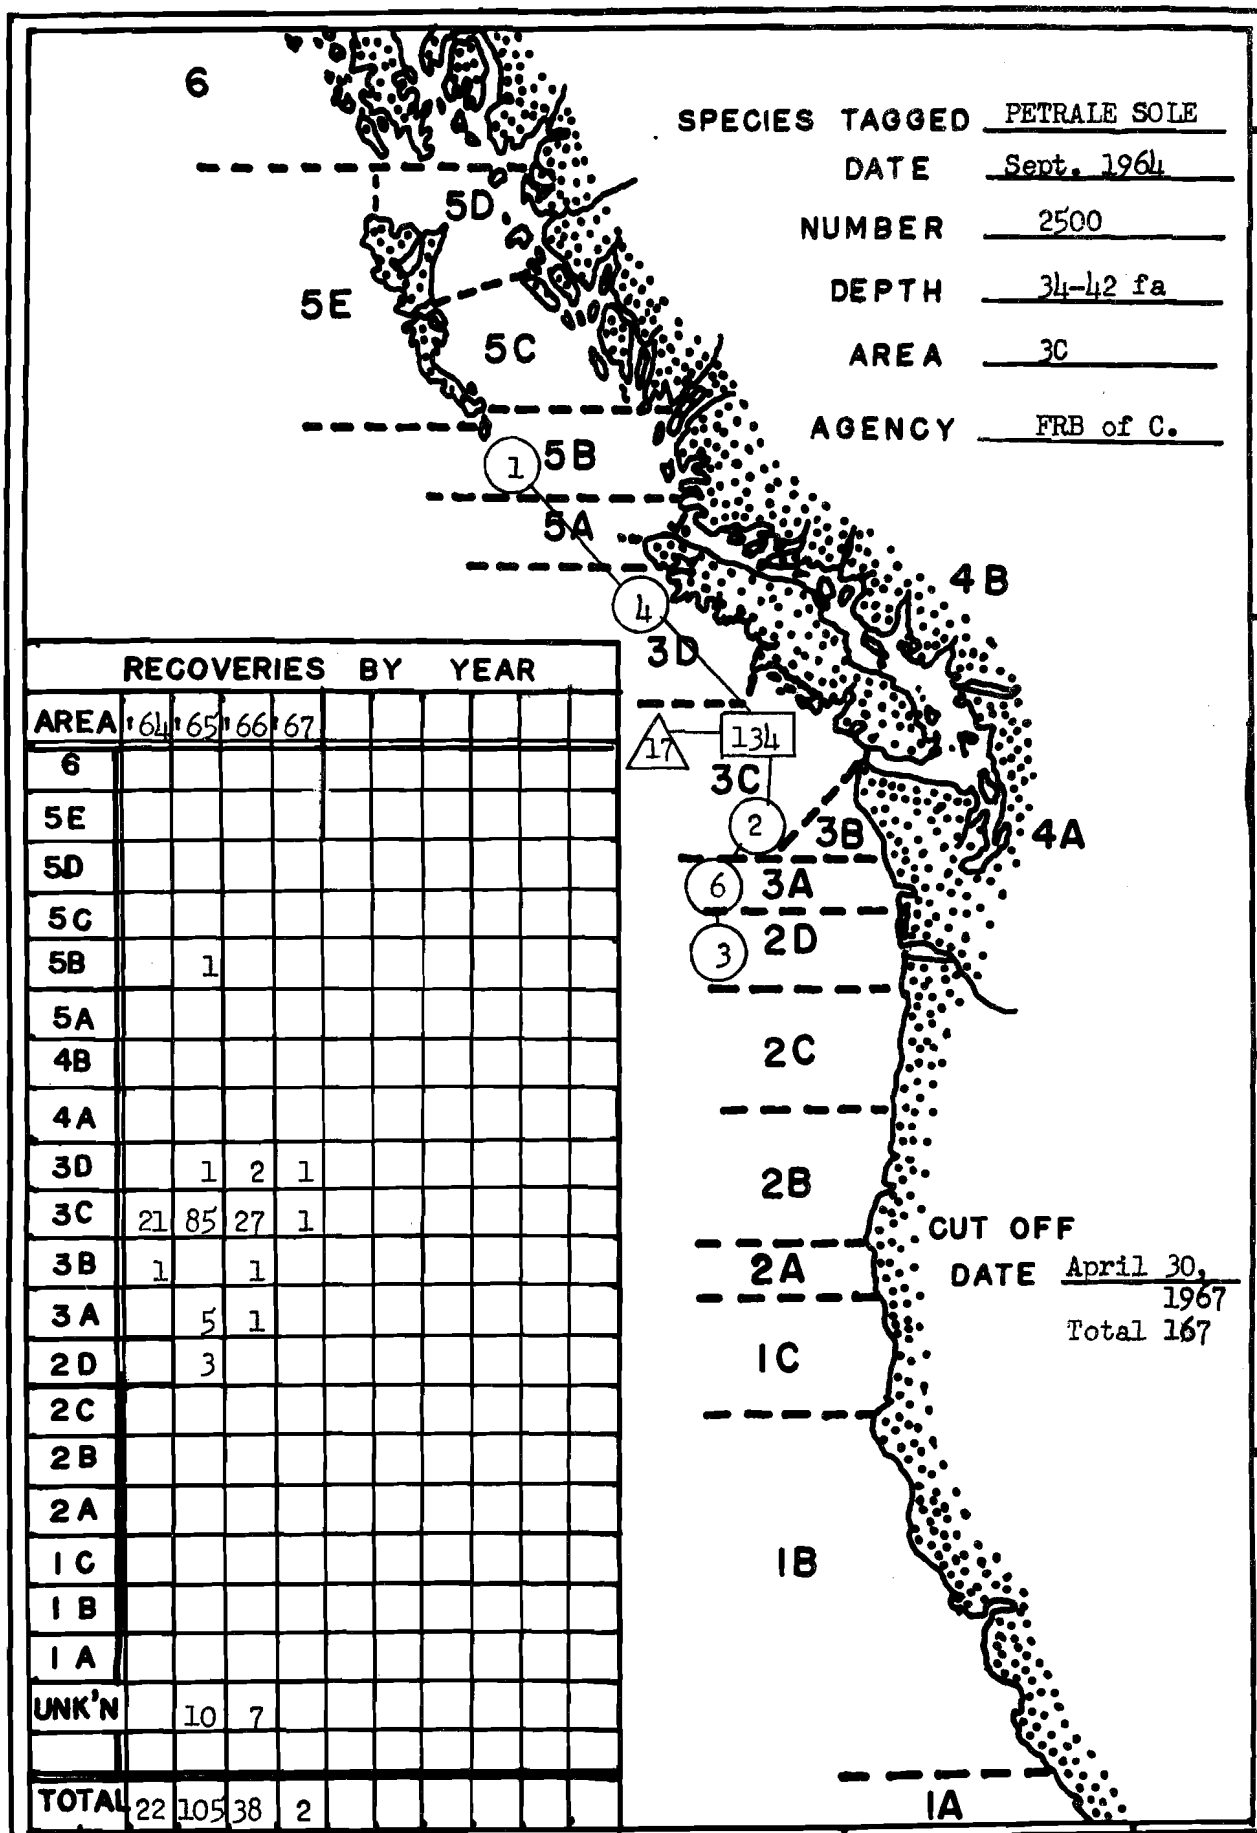 6
SPECIES TAGGED PETRALE SOLE
DATE Sept. 1964
5D
NUMBER 2500
5E
DEPTH 34-42 fa
5C
AREA 3C
AGENCY FRB of C.
1 5B
5A
4B
4
3D
RECOVERIES BY YEAR
AREA '64 '65 '66 '67
6
5E
5D
5C
5B 1
5A
4B
4A
3D 1 2 1
3C 21 85 27 1
3B 1 1
3A 5 1
2D 3
2C
2B
2A
1C
1B
1A
UNK'N 10 7
TOTAL 22 105 38 2
17 134
3C
2 3B 4A
6 3A
3 2D
2C
2B
CUT OFF
2A DATE April 30,
1967
Total 167
1C
1B
1A